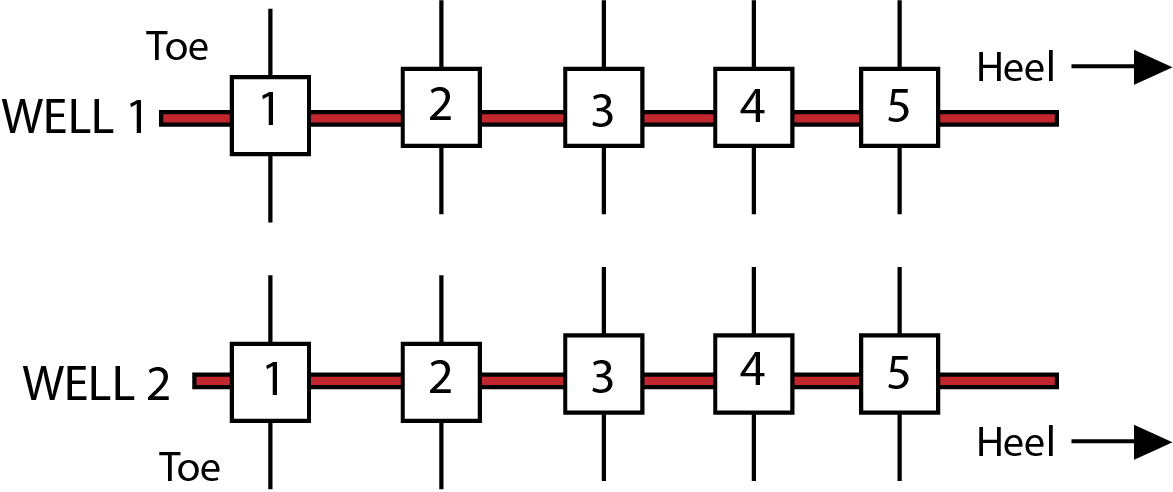 Toe
Heel
WELL 1
1 2 3 4 5
1 2 3 4 5
WELL 2
Toe
Heel